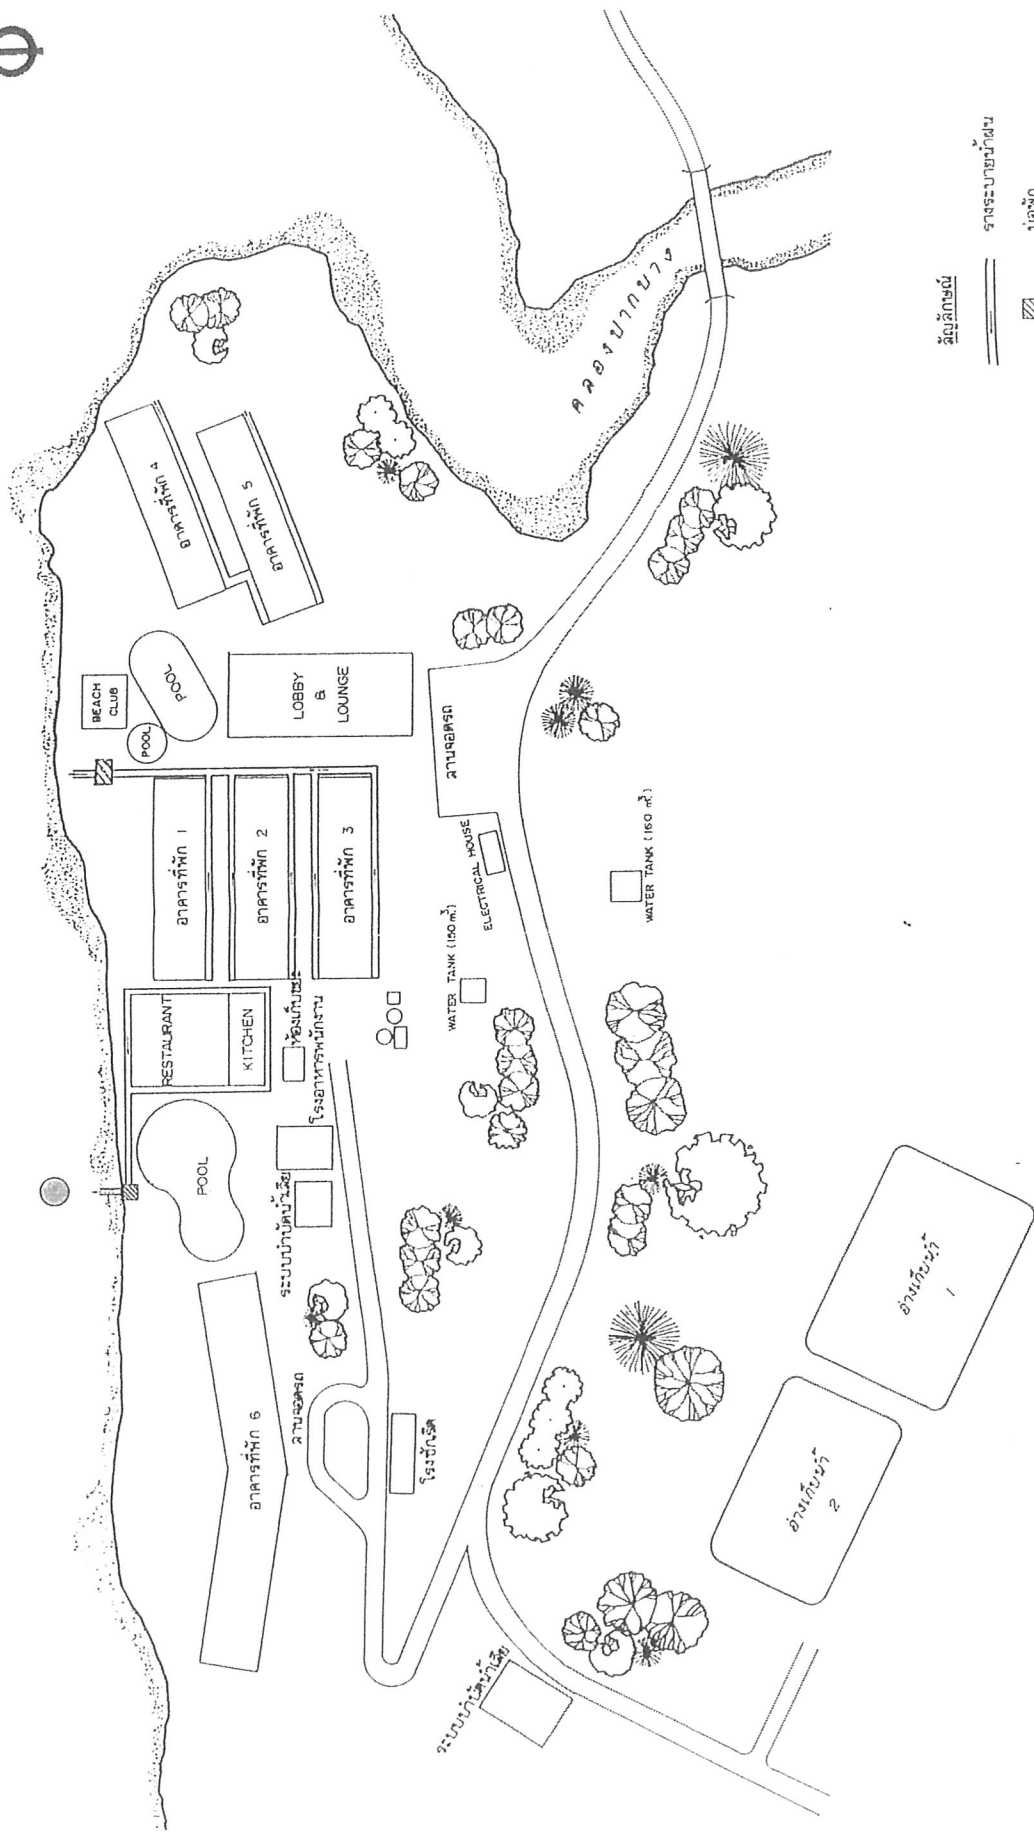 อาคารที่พัก 4
อาคารที่พัก 5
BEACH
CLUB
POOL
POOL
LOBBY
&
LOUNGE
ลานจอดรถ
คลองปากบาง
อาคารที่พัก 1
อาคารที่พัก 2
อาคารที่พัก 3
ELECTRICAL HOUSE
WATER TANK (150 m³)
WATER TANK (160 m³)
RESTAURANT
KITCHEN
ห้องเก็บขยะ
โรงอาหารพนักงาน
POOL
ระบบบำบัดน้ำเสีย
อาคารที่พัก 6
ลานจอดรถ
โรงซักรีด
ระบบบำบัดน้ำเสีย
อ่างเก็บน้ำ
1
อ่างเก็บน้ำ
2
สัญลักษณ์
รางระบายน้ำฝน
บ่อพัก